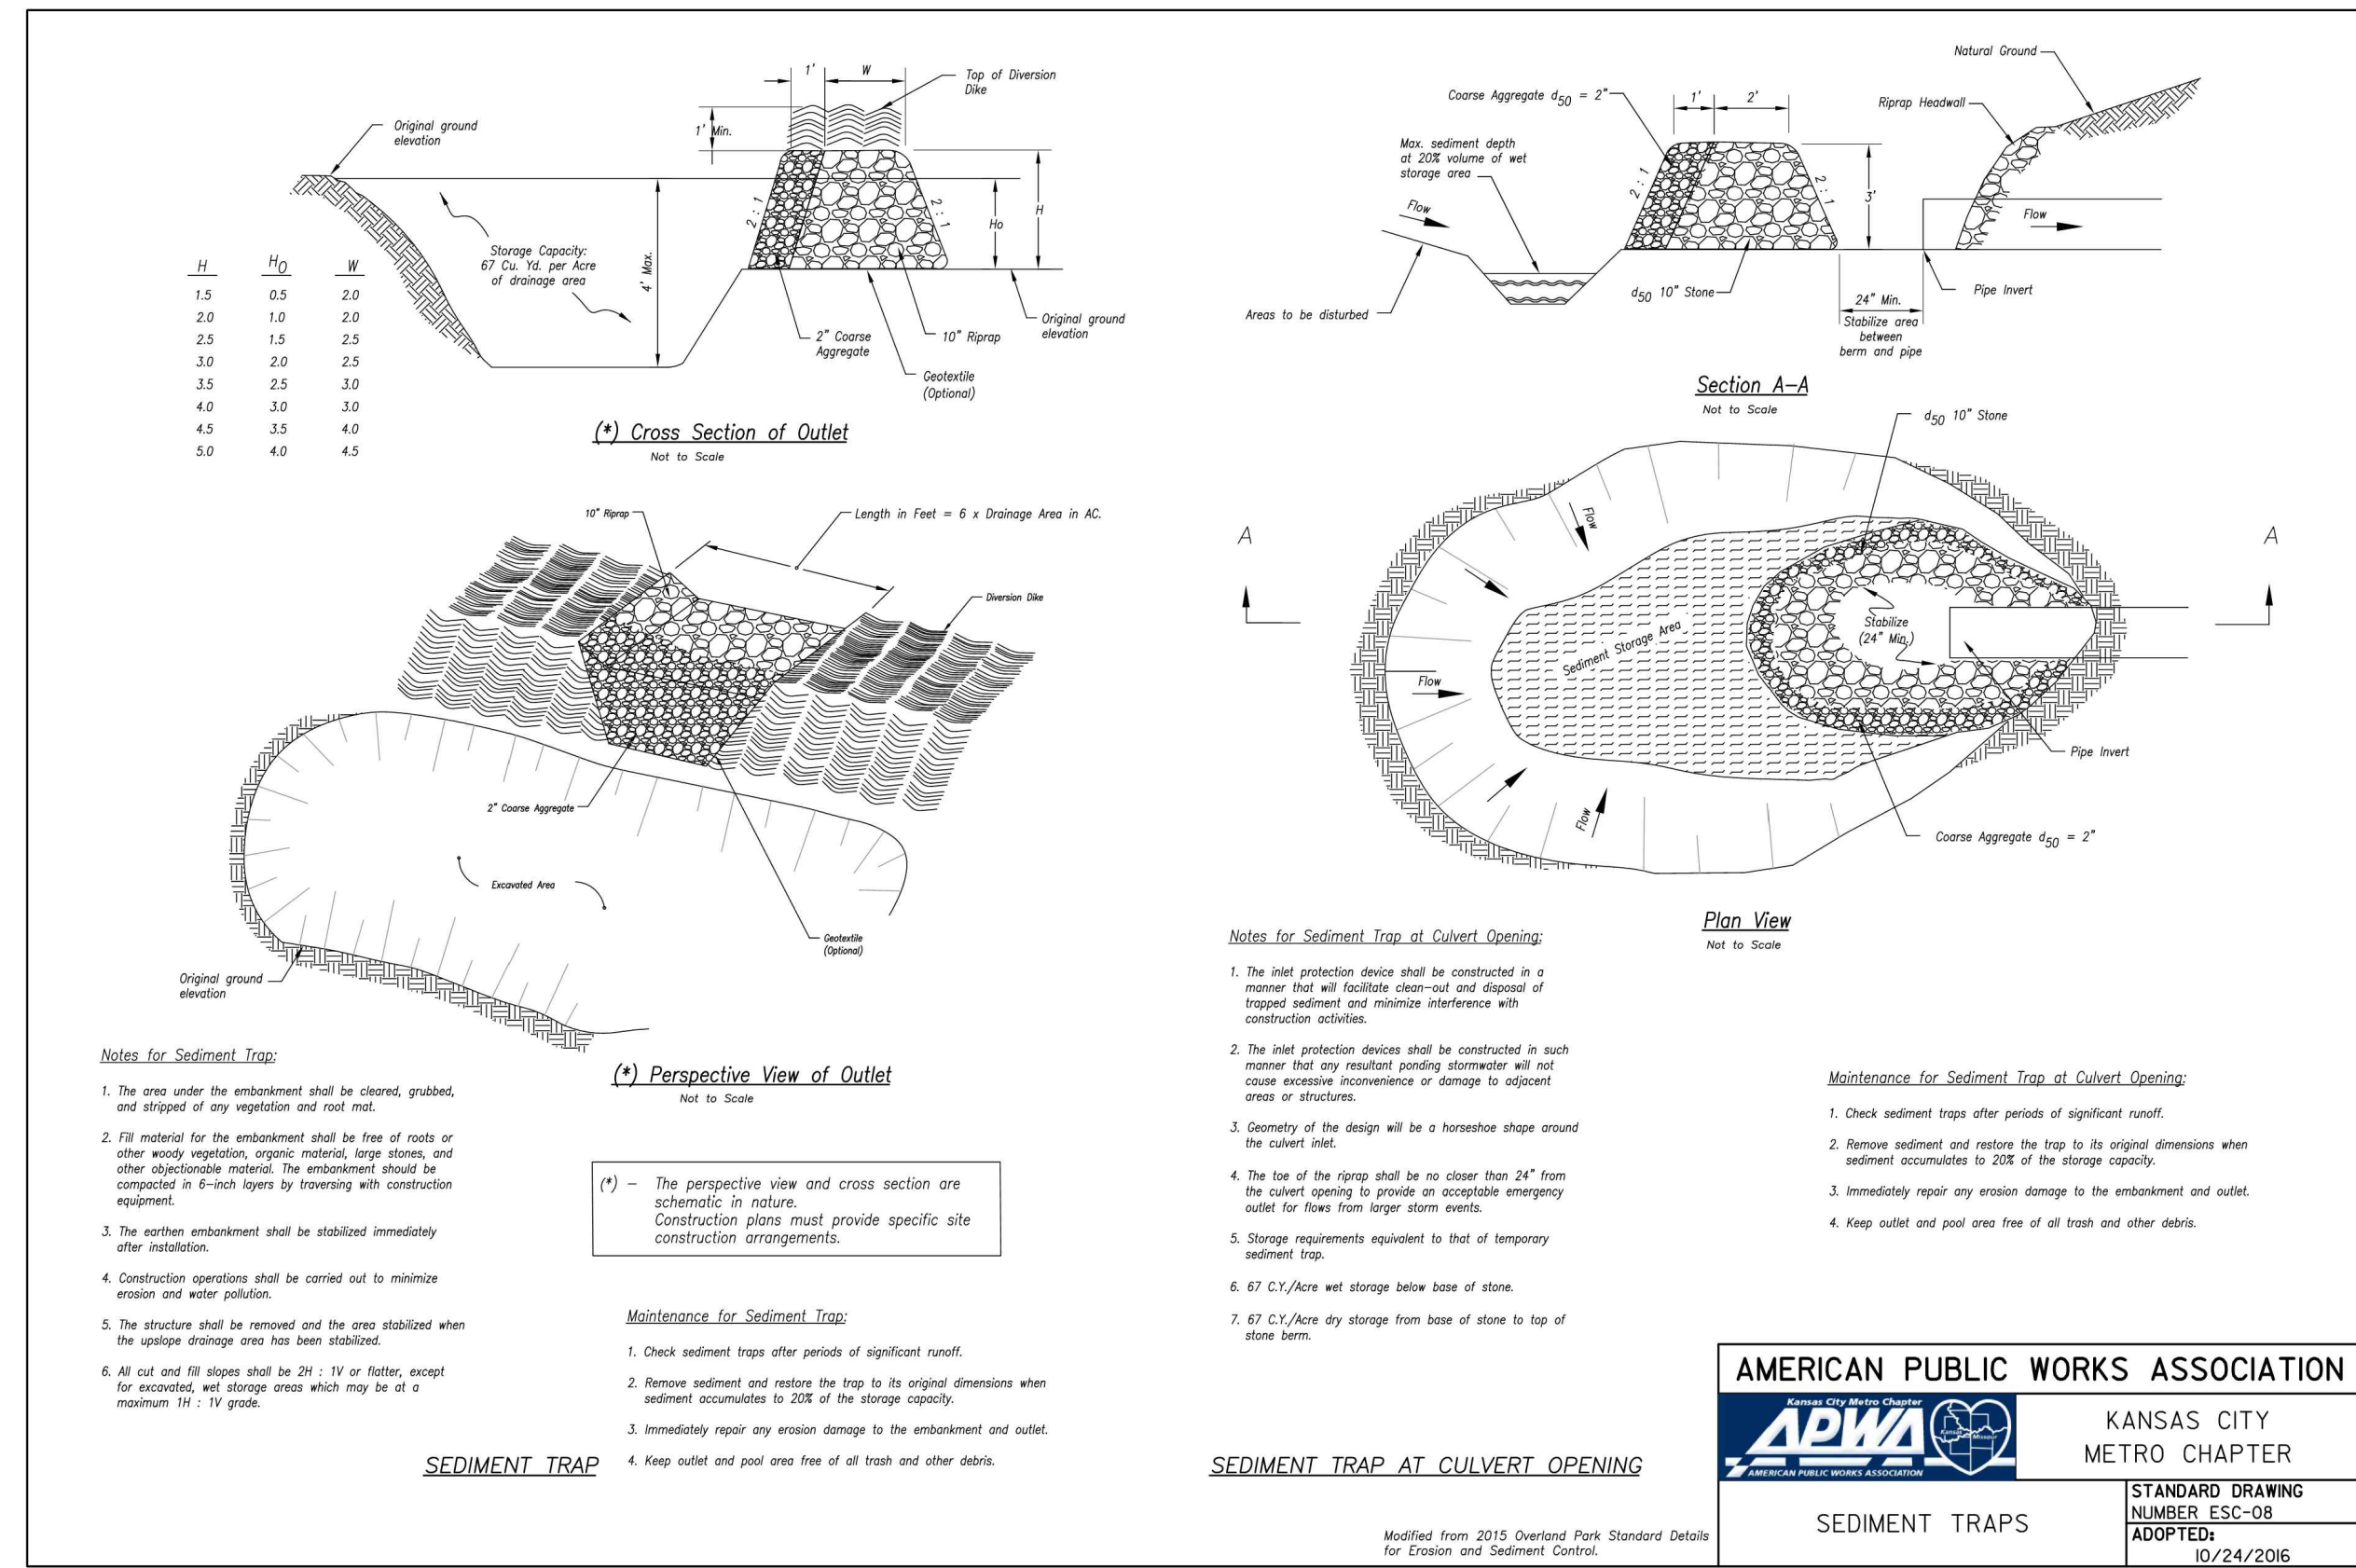 1'
W
Top of Diversion
Dike
1' Min.
Original ground
elevation
H
Ho
2 : 1
2 : 1
4' Max.
Storage Capacity:
67 Cu. Yd. per Acre
of drainage area
2" Coarse
Aggregate
10" Riprap
Original ground
elevation
Geotextile
(Optional)
H HO W
1.5 0.5 2.0
2.0 1.0 2.0
2.5 1.5 2.5
3.0 2.0 2.5
3.5 2.5 3.0
4.0 3.0 3.0
4.5 3.5 4.0
5.0 4.0 4.5
(*) Cross Section of Outlet
Not to Scale
10" Riprap
Length in Feet = 6 x Drainage Area in AC.
Diversion Dike
2" Coarse Aggregate
Excavated Area
Geotextile
(Optional)
Original ground
elevation
(*) Perspective View of Outlet
Not to Scale
Notes for Sediment Trap:
1. The area under the embankment shall be cleared, grubbed,
and stripped of any vegetation and root mat.
2. Fill material for the embankment shall be free of roots or
other woody vegetation, organic material, large stones, and
other objectionable material. The embankment should be
compacted in 6-inch layers by traversing with construction
equipment.
3. The earthen embankment shall be stabilized immediately
after installation.
4. Construction operations shall be carried out to minimize
erosion and water pollution.
5. The structure shall be removed and the area stabilized when
the upslope drainage area has been stabilized.
6. All cut and fill slopes shall be 2H : 1V or flatter, except
for excavated, wet storage areas which may be at a
maximum 1H : 1V grade.
(*) - The perspective view and cross section are
schematic in nature.
Construction plans must provide specific site
construction arrangements.
Maintenance for Sediment Trap:
1. Check sediment traps after periods of significant runoff.
2. Remove sediment and restore the trap to its original dimensions when
sediment accumulates to 20% of the storage capacity.
3. Immediately repair any erosion damage to the embankment and outlet.
4. Keep outlet and pool area free of all trash and other debris.
SEDIMENT TRAP
Natural Ground
Coarse Aggregate d50 = 2"
1'
2'
Riprap Headwall
Max. sediment depth
at 20% volume of wet
storage area
2 : 1
2 : 1
3'
Flow
Flow
d50 10" Stone
24" Min.
Stabilize area
between
berm and pipe
Pipe Invert
Areas to be disturbed
Section A-A
Not to Scale
d50 10" Stone
A
A
Flow
Flow
Flow
Sediment Storage Area
Stabilize
(24" Min.)
Pipe Invert
Coarse Aggregate d50 = 2"
Plan View
Not to Scale
Notes for Sediment Trap at Culvert Opening:
1. The inlet protection device shall be constructed in a
manner that will facilitate clean-out and disposal of
trapped sediment and minimize interference with
construction activities.
2. The inlet protection devices shall be constructed in such
manner that any resultant ponding stormwater will not
cause excessive inconvenience or damage to adjacent
areas or structures.
3. Geometry of the design will be a horseshoe shape around
the culvert inlet.
4. The toe of the riprap shall be no closer than 24" from
the culvert opening to provide an acceptable emergency
outlet for flows from larger storm events.
5. Storage requirements equivalent to that of temporary
sediment trap.
6. 67 C.Y./Acre wet storage below base of stone.
7. 67 C.Y./Acre dry storage from base of stone to top of
stone berm.
Maintenance for Sediment Trap at Culvert Opening:
1. Check sediment traps after periods of significant runoff.
2. Remove sediment and restore the trap to its original dimensions when
sediment accumulates to 20% of the storage capacity.
3. Immediately repair any erosion damage to the embankment and outlet.
4. Keep outlet and pool area free of all trash and other debris.
SEDIMENT TRAP AT CULVERT OPENING
Modified from 2015 Overland Park Standard Details
for Erosion and Sediment Control.
AMERICAN PUBLIC WORKS ASSOCIATION
Kansas City Metro Chapter
APWA
Kansas Missouri
AMERICAN PUBLIC WORKS ASSOCIATION
KANSAS CITY
METRO CHAPTER
SEDIMENT TRAPS
STANDARD DRAWING
NUMBER ESC-08
ADOPTED:
10/24/2016